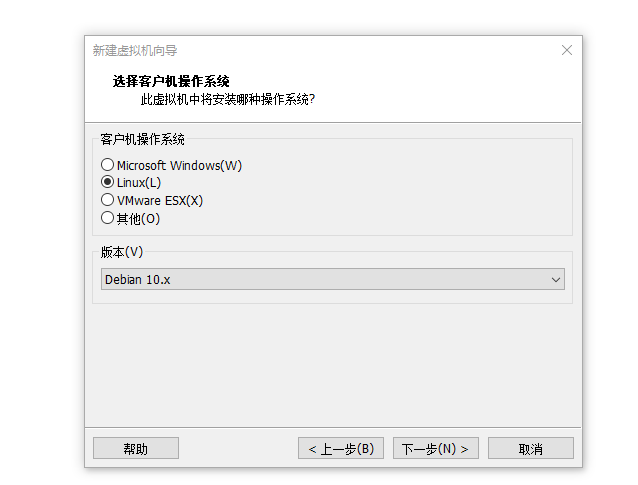 新建虚拟机向导
选择客户机操作系统
此虚拟机中将安装哪种操作系统?
客户机操作系统
Microsoft Windows(W)
Linux(L)
VMware ESX(X)
其他(O)
版本(V)
Debian 10.x
帮助
< 上一步(B)
下一步(N) >
取消